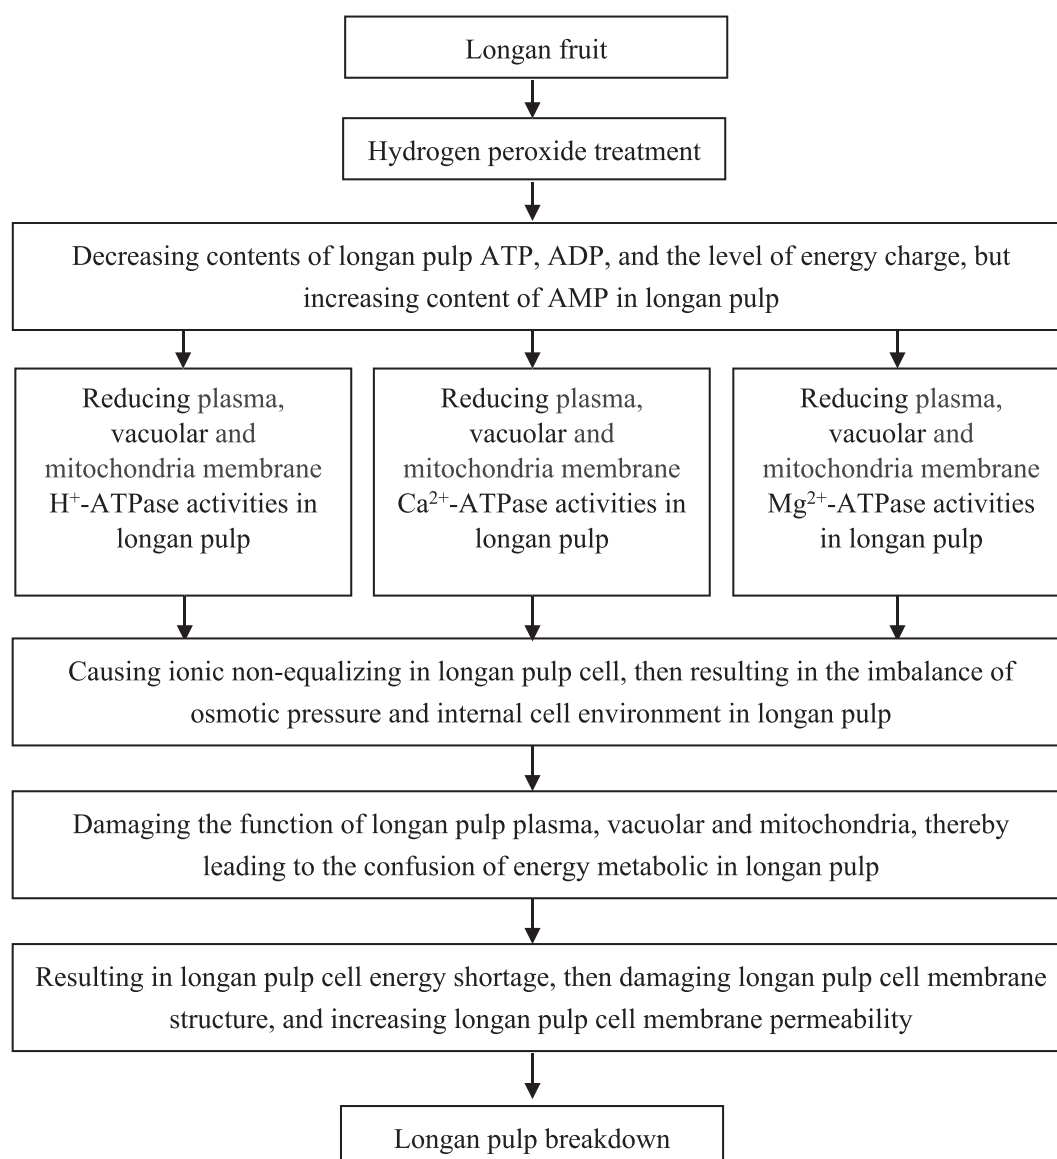 Longan fruit
Hydrogen peroxide treatment
Decreasing contents of longan pulp ATP, ADP, and the level of energy charge, but
increasing content of AMP in longan pulp
Reducing plasma,
vacuolar and
mitochondria membrane
H⁺-ATPase activities in
longan pulp
Reducing plasma,
vacuolar and
mitochondria membrane
Ca²⁺-ATPase activities in
longan pulp
Reducing plasma,
vacuolar and
mitochondria membrane
Mg²⁺-ATPase activities
in longan pulp
Causing ionic non-equalizing in longan pulp cell, then resulting in the imbalance of
osmotic pressure and internal cell environment in longan pulp
Damaging the function of longan pulp plasma, vacuolar and mitochondria, thereby
leading to the confusion of energy metabolic in longan pulp
Resulting in longan pulp cell energy shortage, then damaging longan pulp cell membrane
structure, and increasing longan pulp cell membrane permeability
Longan pulp breakdown